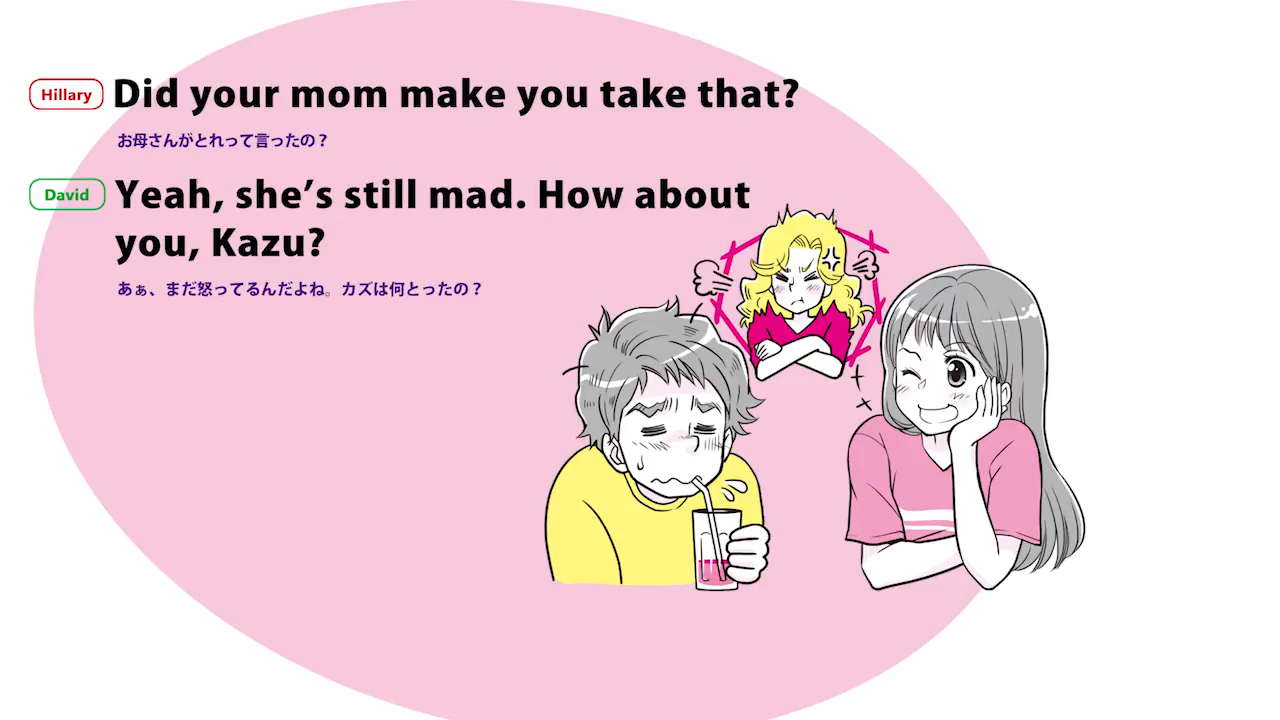 Hillary Did your mom make you take that?
お母さんがとれって言ったの？
David Yeah, she’s still mad. How about
you, Kazu?
あぁ、まだ怒ってるんだよね。カズは何とったの？